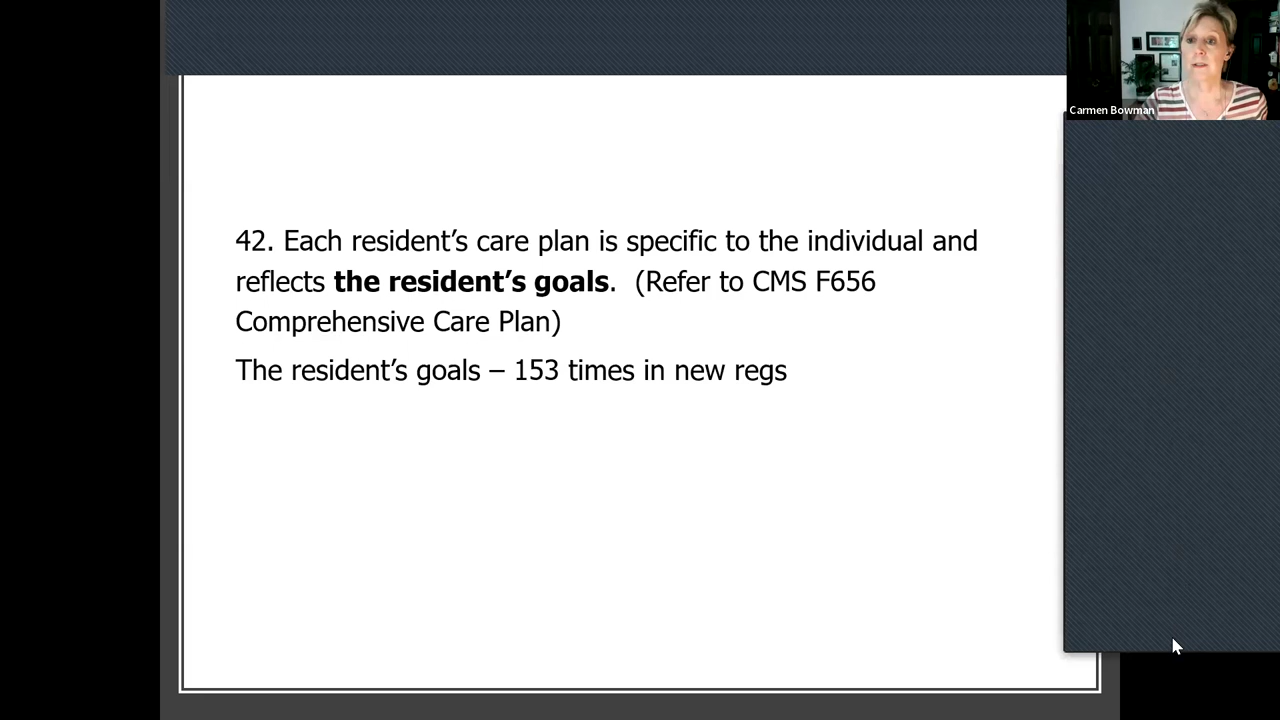 Carmen Bowman
42. Each resident’s care plan is specific to the individual and
reflects the resident’s goals.  (Refer to CMS F656
Comprehensive Care Plan)
The resident’s goals – 153 times in new regs